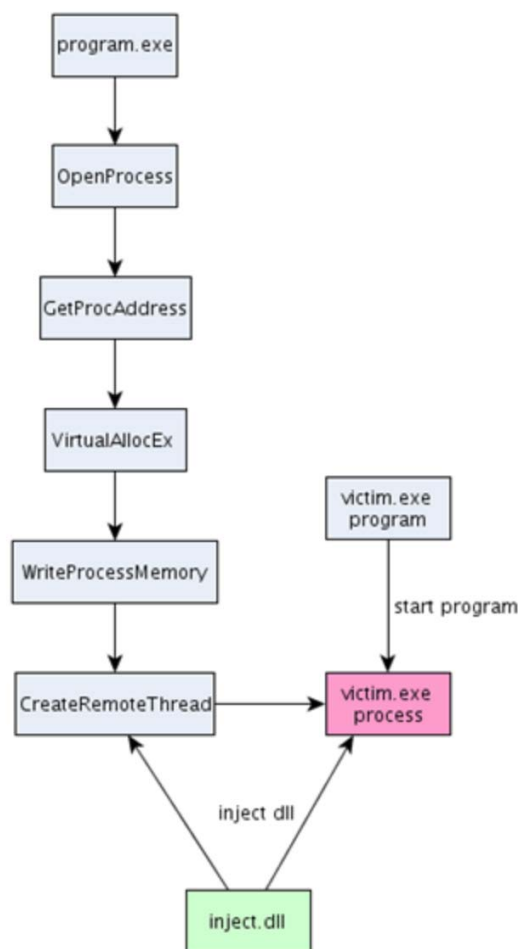 program.exe
OpenProcess
GetProcAddress
VirtualAllocEx
victim.exe
program
WriteProcessMemory
start program
CreateRemoteThread
victim.exe
process
inject dll
inject.dll